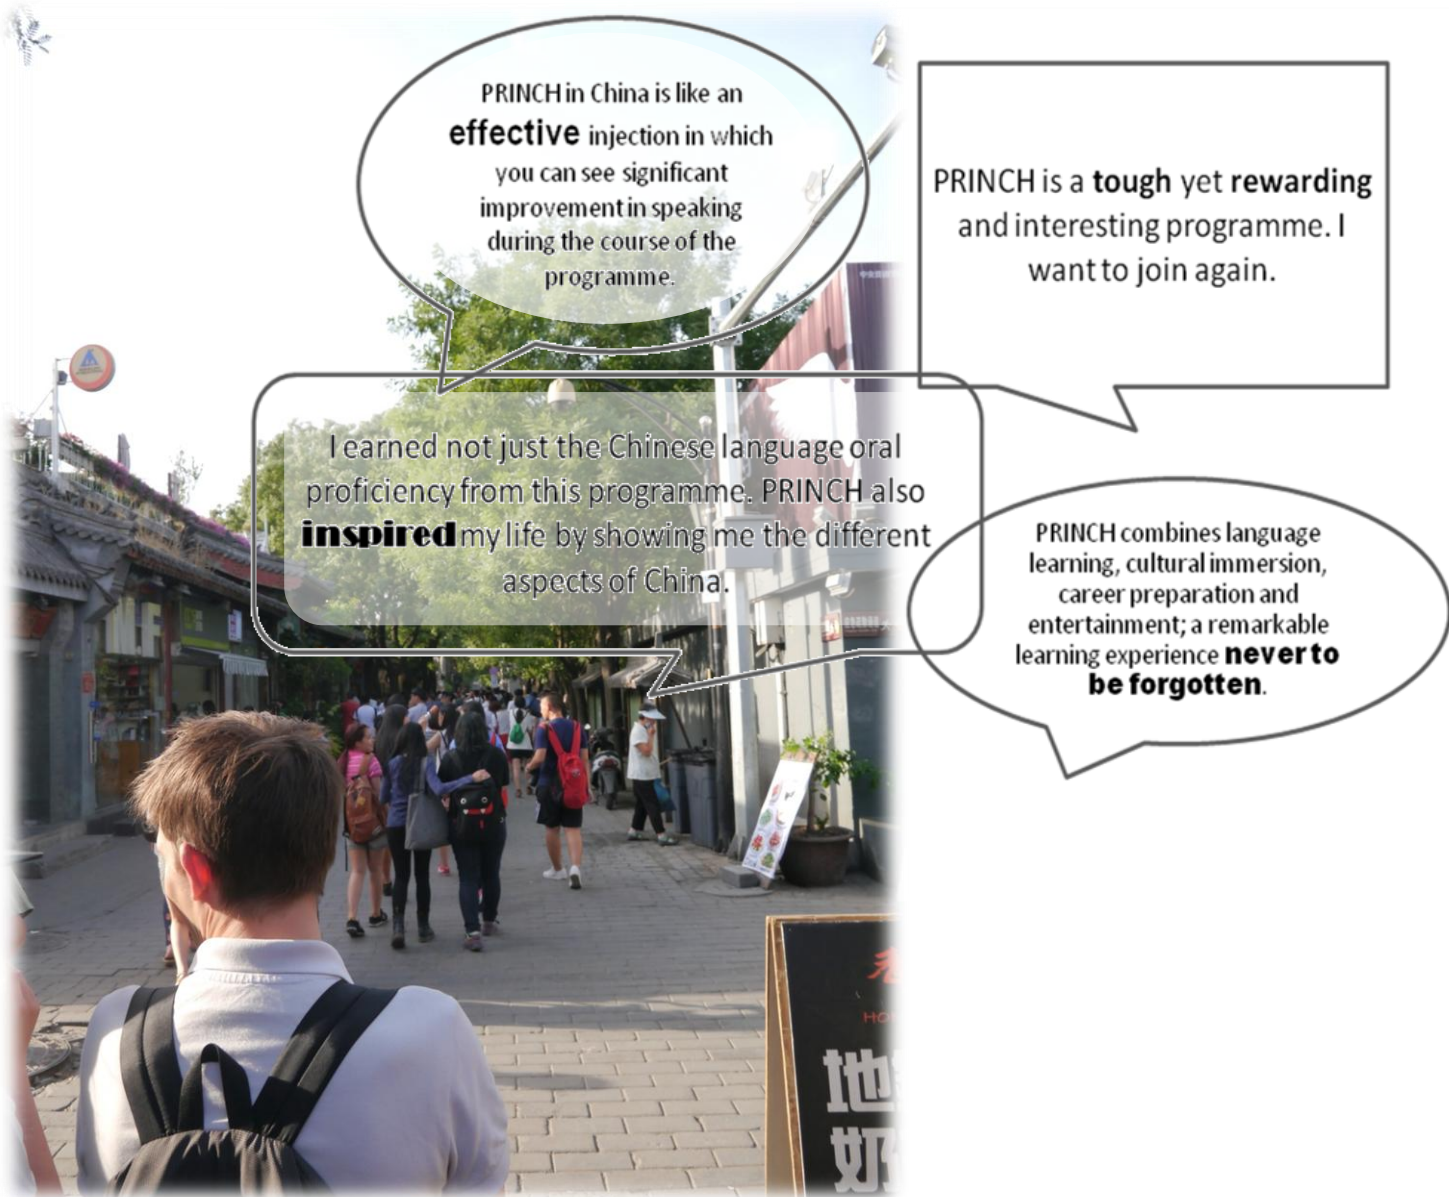 PRINCH in China is like an
effective injection in which
you can see significant
improvement in speaking
during the course of the
programme.
PRINCH is a tough yet rewarding
and interesting programme. I
want to join again.
I earned not just the Chinese language oral
proficiency from this programme. PRINCH also
inspired my life by showing me the different
aspects of China.
PRINCH combines language
learning, cultural immersion,
career preparation and
entertainment; a remarkable
learning experience never to
be forgotten.
HO
地
奶